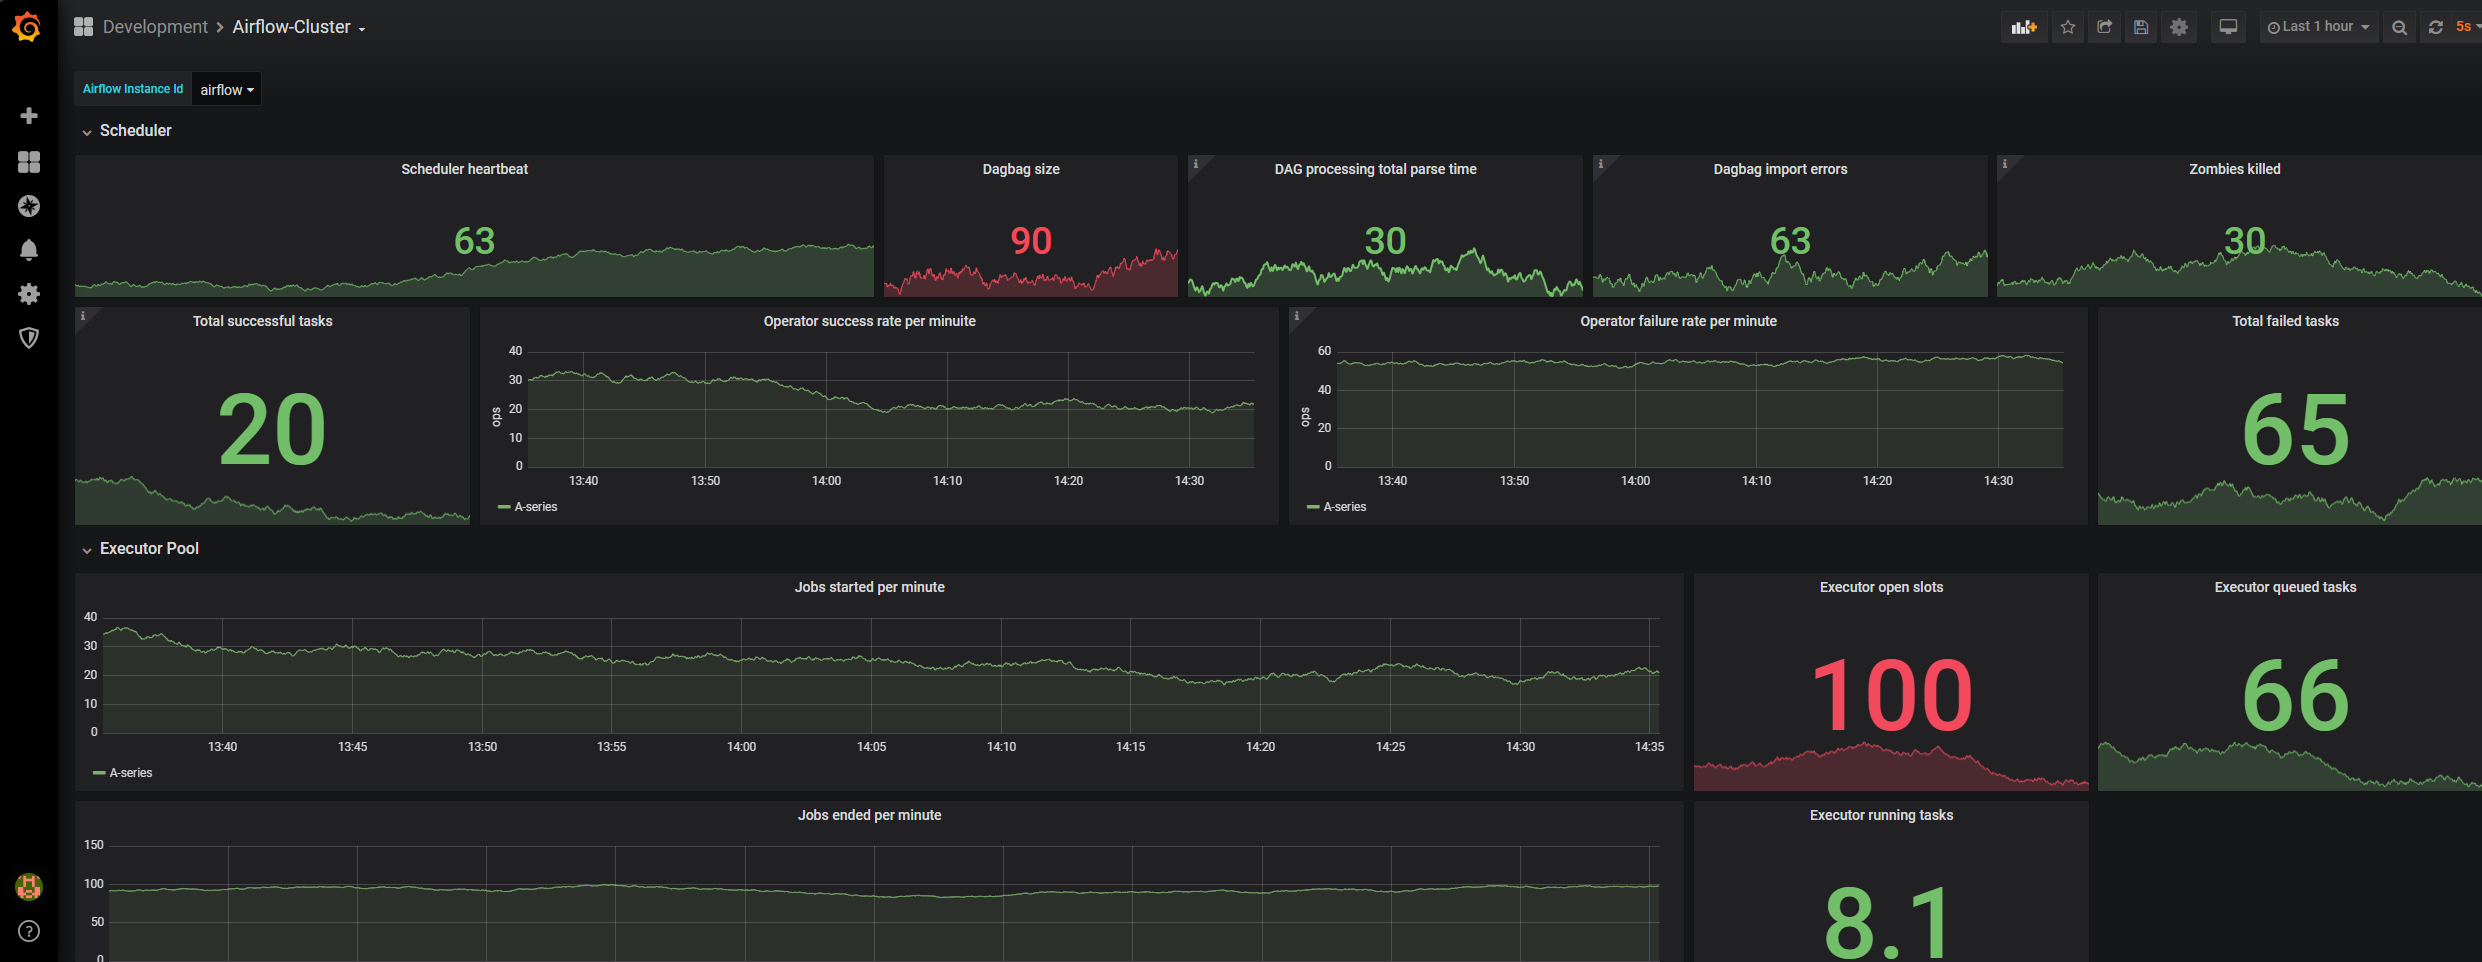 Development > Airflow-Cluster
Last 1 hour
5s
Airflow Instance Id airflow
Scheduler
Scheduler heartbeat
63
Dagbag size
90
DAG processing total parse time
30
Dagbag import errors
63
Zombies killed
30
Total successful tasks
20
Operator success rate per minuite
ops
40
30
20
10
0
13:40 13:50 14:00 14:10 14:20 14:30
A-series
Operator failure rate per minute
ops
60
40
20
0
13:40 13:50 14:00 14:10 14:20 14:30
A-series
Total failed tasks
65
Executor Pool
Jobs started per minute
40
30
20
10
0
13:40 13:45 13:50 13:55 14:00 14:05 14:10 14:15 14:20 14:25 14:30 14:35
A-series
Executor open slots
100
Executor queued tasks
66
Jobs ended per minute
150
100
50
0
Executor running tasks
8.1